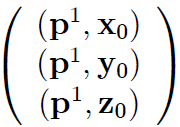 (p¹, x₀)
(p¹, y₀)
(p¹, z₀)